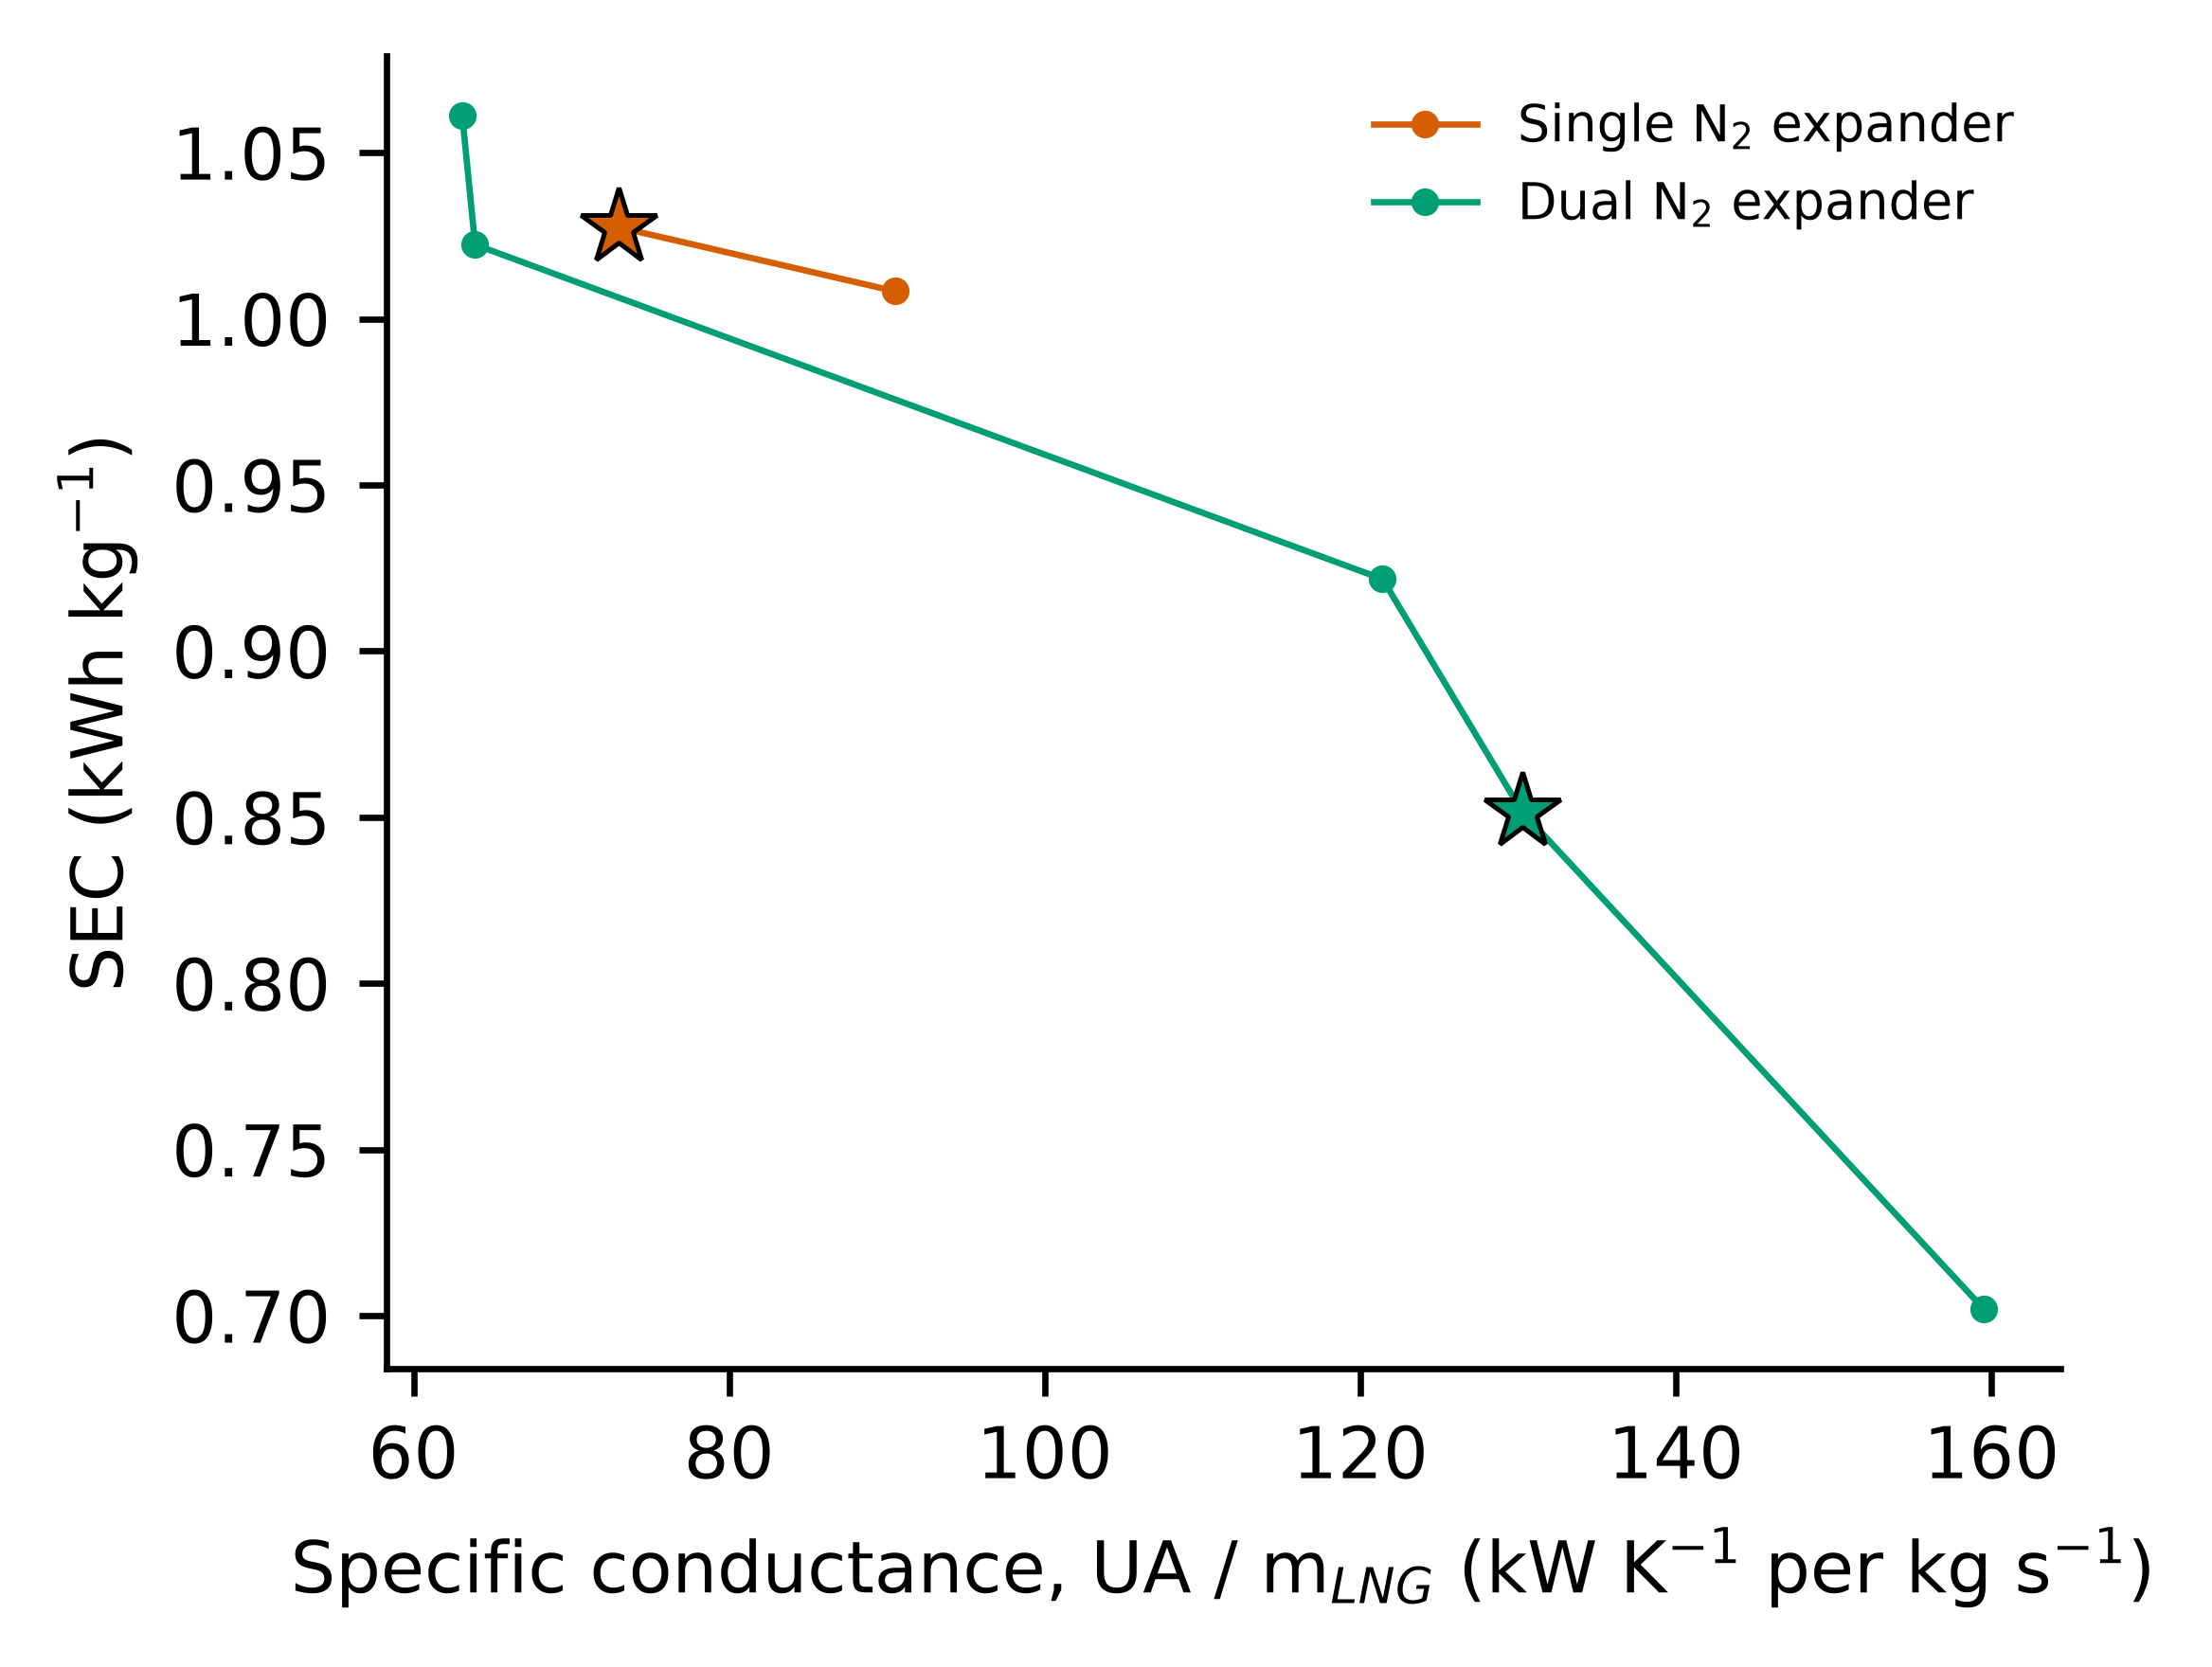 Single N₂ expander
Dual N₂ expander
SEC (kWh kg⁻¹)
1.05
1.00
0.95
0.90
0.85
0.80
0.75
0.70
60 80 100 120 140 160
Specific conductance, UA / m_LNG (kW K⁻¹ per kg s⁻¹)